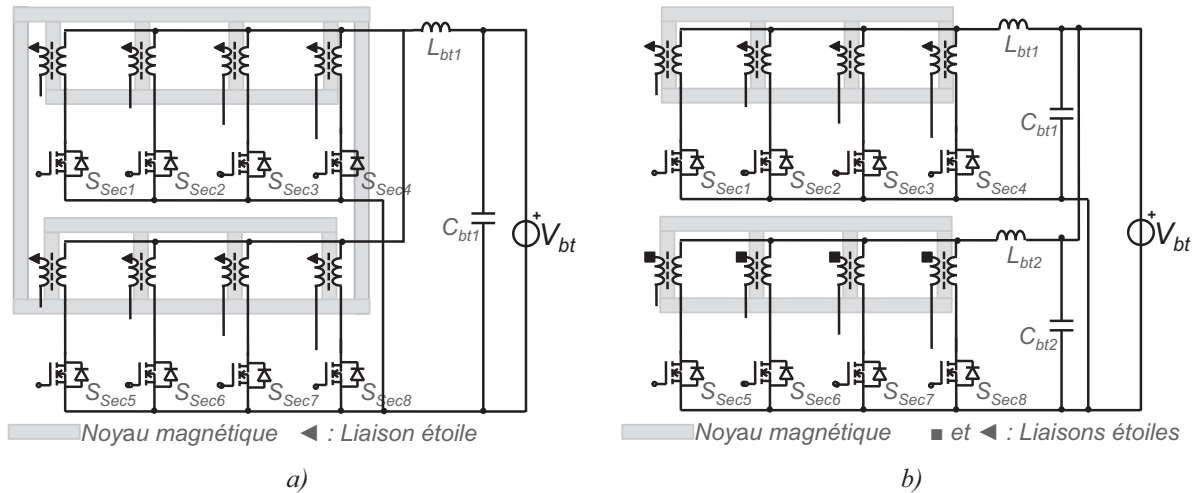 L_bt1
S_Sec1 S_Sec2 S_Sec3 S_Sec4
C_bt1
+
V_bt
S_Sec5 S_Sec6 S_Sec7 S_Sec8
Noyau magnétique ◄ : Liaison étoile
a)
L_bt1
C_bt1
S_Sec1 S_Sec2 S_Sec3 S_Sec4
+
V_bt
L_bt2
C_bt2
S_Sec5 S_Sec6 S_Sec7 S_Sec8
Noyau magnétique ■ et ◄ : Liaisons étoiles
b)